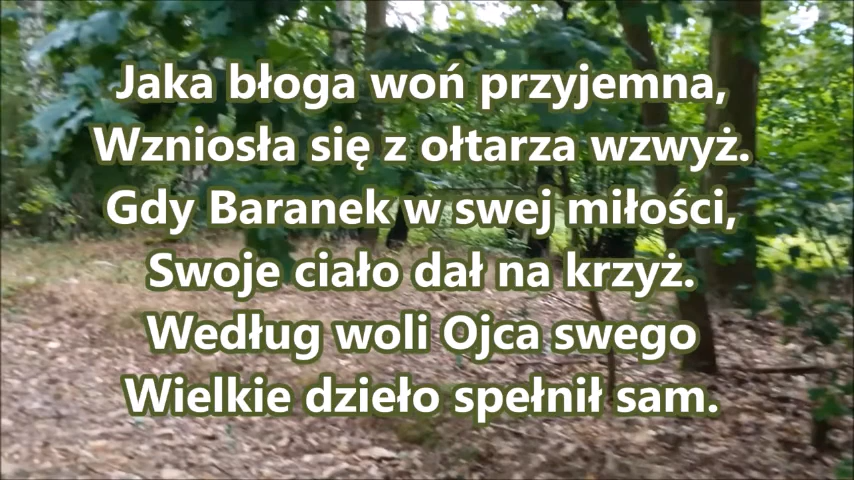 Jaka błoga woń przyjemna,
Wzniosła się z ołtarza wzwyż.
Gdy Baranek w swej miłości,
Swoje ciało dał na krzyż.
Według woli Ojca swego
Wielkie dzieło spełnił sam.